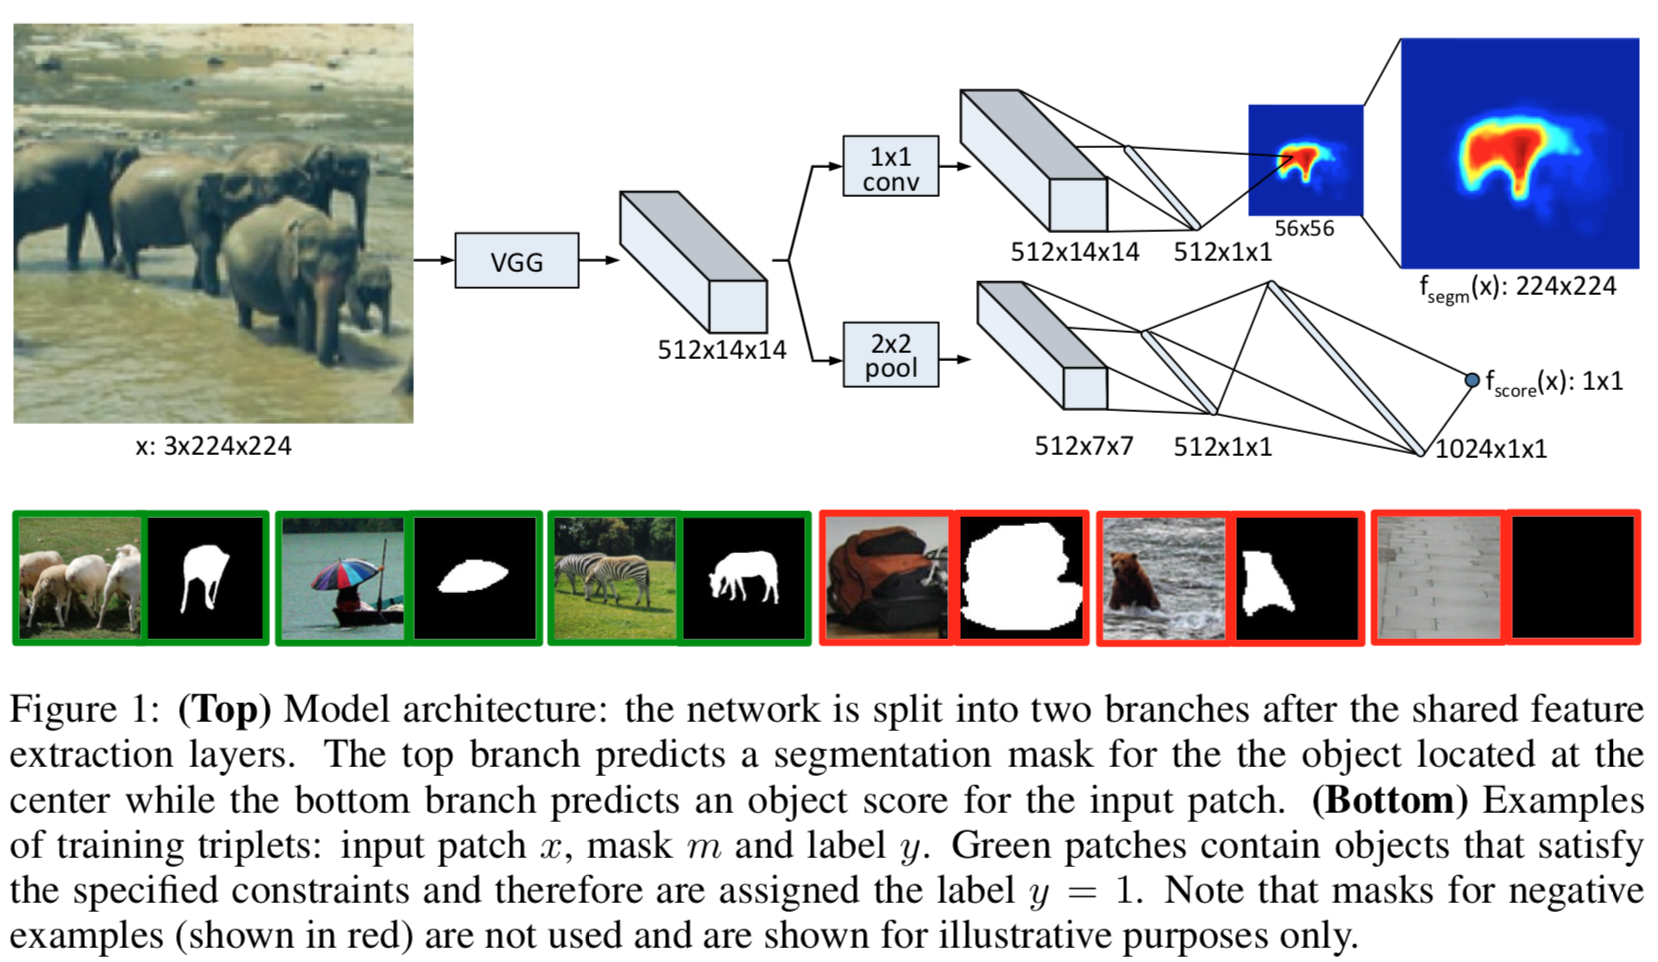 VGG
1x1
conv
2x2
pool
512x14x14
512x14x14
512x1x1
56x56
f_segm(x): 224x224
512x7x7
512x1x1
1024x1x1
f_score(x): 1x1
x: 3x224x224
Figure 1: (Top) Model architecture: the network is split into two branches after the shared feature
extraction layers. The top branch predicts a segmentation mask for the the object located at the
center while the bottom branch predicts an object score for the input patch. (Bottom) Examples
of training triplets: input patch x, mask m and label y. Green patches contain objects that satisfy
the specified constraints and therefore are assigned the label y = 1. Note that masks for negative
examples (shown in red) are not used and are shown for illustrative purposes only.